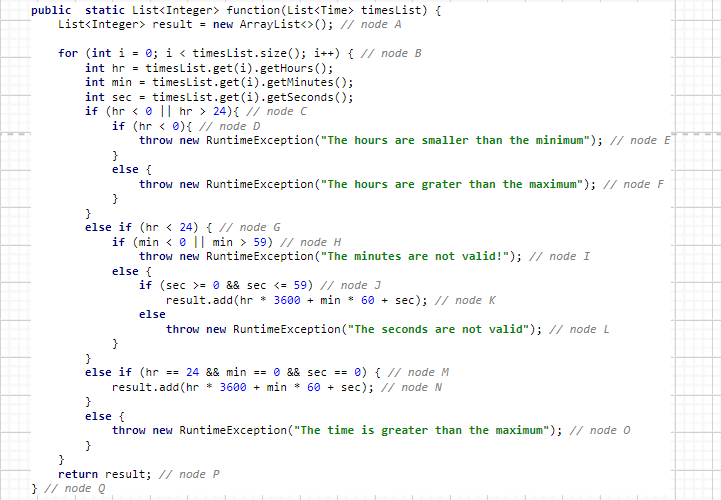 public static List<Integer> function(List<Time> timesList) {
List<Integer> result = new ArrayList<>(); // node A
for (int i = 0; i < timesList.size(); i++) { // node B
int hr = timesList.get(i).getHours();
int min = timesList.get(i).getMinutes();
int sec = timesList.get(i).getSeconds();
if (hr < 0 || hr > 24){ // node C
if (hr < 0){ // node D
throw new RuntimeException("The hours are smaller than the minimum"); // node E
}
else {
throw new RuntimeException("The hours are grater than the maximum"); // node F
}
}
else if (hr < 24) { // node G
if (min < 0 || min > 59) // node H
throw new RuntimeException("The minutes are not valid!"); // node I
else {
if (sec >= 0 && sec <= 59) // node J
result.add(hr * 3600 + min * 60 + sec); // node K
else
throw new RuntimeException("The seconds are not valid"); // node L
}
}
else if (hr == 24 && min == 0 && sec == 0) { // node M
result.add(hr * 3600 + min * 60 + sec); // node N
}
else {
throw new RuntimeException("The time is greater than the maximum"); // node O
}
}
return result; // node P
} // node Q